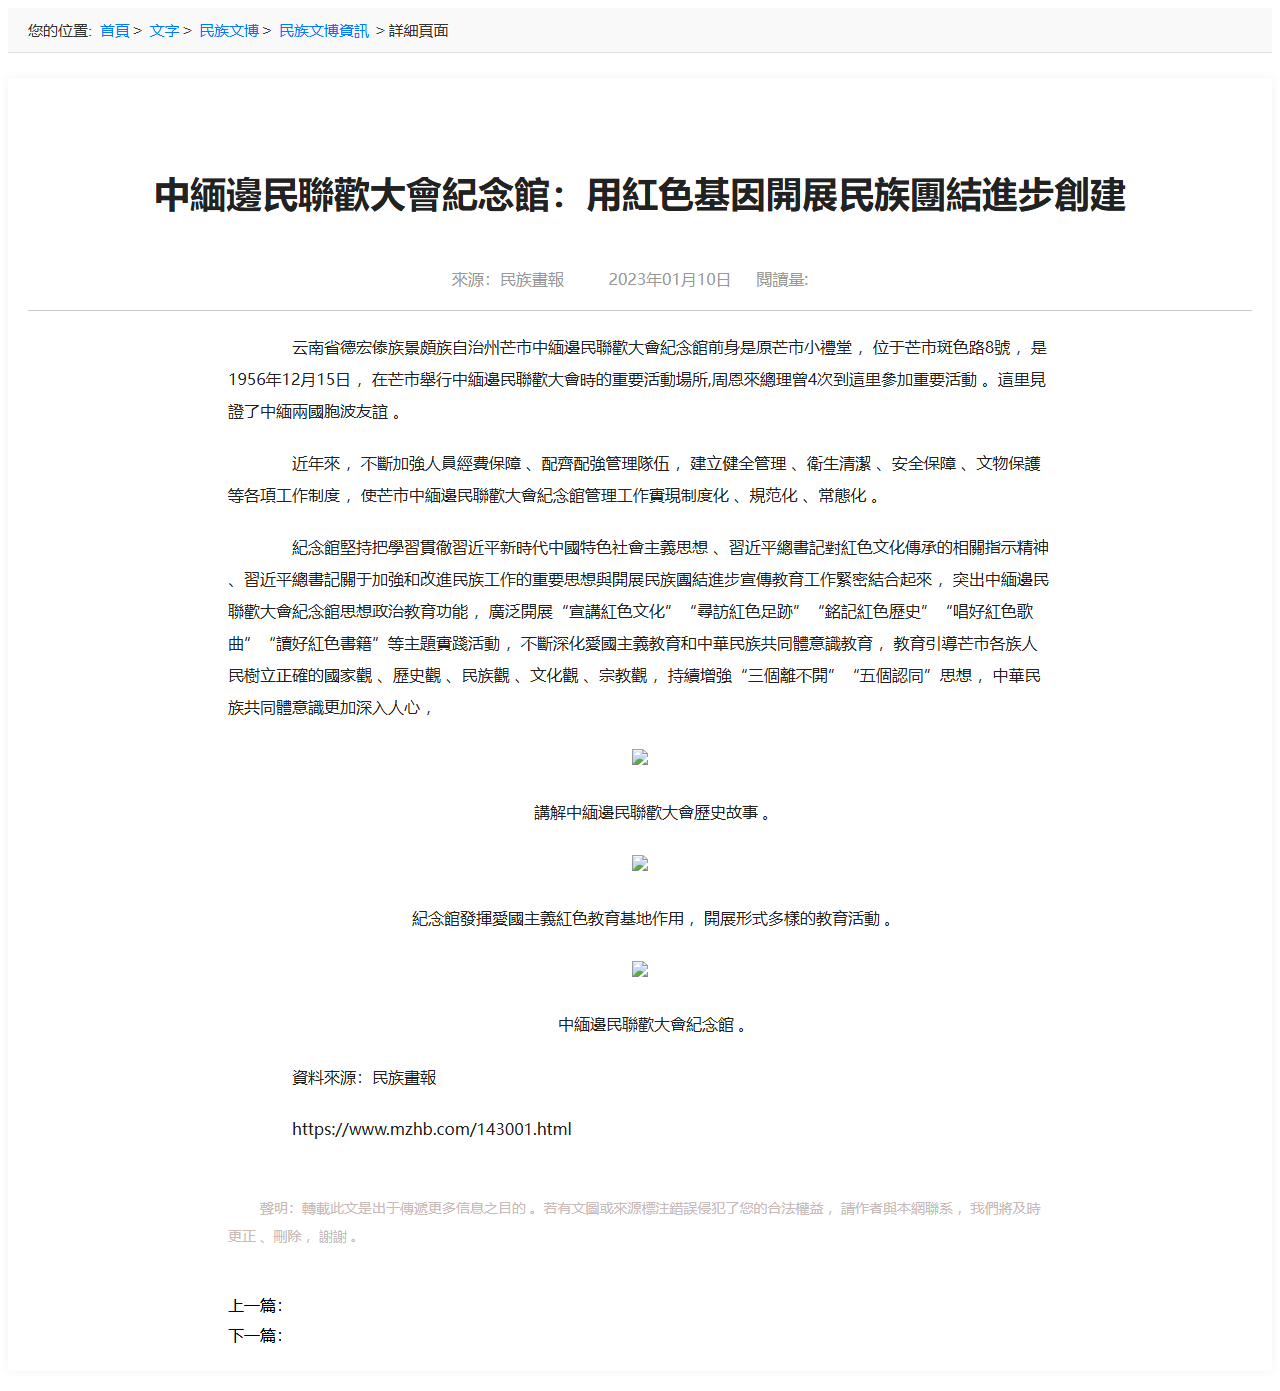 您的位置: 首頁 > 文字 > 民族文博 > 民族文博資訊 > 詳細頁面
中緬邊民聯歡大會紀念館：用紅色基因開展民族團結進步創建
來源：民族畫報 2023年01月10日 閱讀量:
云南省德宏傣族景頗族自治州芒市中緬邊民聯歡大會紀念館前身是原芒市小禮堂 ，位于芒市斑色路8號 ，是
1956年12月15日 ，在芒市舉行中緬邊民聯歡大會時的重要活動場所,周恩來總理曾4次到這里參加重要活動 。這里見
證了中緬兩國胞波友誼 。
近年來 ，不斷加強人員經費保障 、配齊配強管理隊伍 ，建立健全管理 、衛生清潔 、安全保障 、文物保護
等各項工作制度 ，使芒市中緬邊民聯歡大會紀念館管理工作實現制度化 、規范化 、常態化 。
紀念館堅持把學習貫徹習近平新時代中國特色社會主義思想 、習近平總書記對紅色文化傳承的相關指示精神
、習近平總書記關于加強和改進民族工作的重要思想與開展民族團結進步宣傳教育工作緊密結合起來 ，突出中緬邊民
聯歡大會紀念館思想政治教育功能 ，廣泛開展“宣講紅色文化”“尋訪紅色足跡”“銘記紅色歷史”“唱好紅色歌
曲”“讀好紅色書籍”等主題實踐活動 ，不斷深化愛國主義教育和中華民族共同體意識教育 ，教育引導芒市各族人
民樹立正確的國家觀 、歷史觀 、民族觀 、文化觀 、宗教觀 ，持續增強“三個離不開”“五個認同”思想 ，中華民
族共同體意識更加深入人心 ，
講解中緬邊民聯歡大會歷史故事 。
紀念館發揮愛國主義紅色教育基地作用 ，開展形式多樣的教育活動 。
中緬邊民聯歡大會紀念館 。
資料來源：民族畫報
https://www.mzhb.com/143001.html
聲明：轉載此文是出于傳遞更多信息之目的 。若有文圖或來源標注錯誤侵犯了您的合法權益 ，請作者與本網聯系 ，我們將及時
更正 、刪除 ，謝謝 。
上一篇：
下一篇：